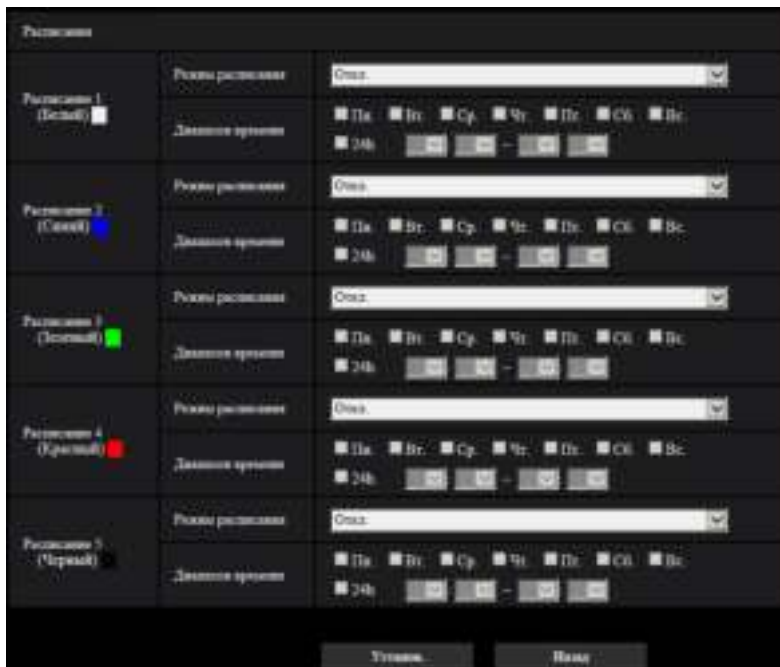 Расписания
Расписание 1
(Белый)
Режим расписания
Откл.
Диапазон времени
Пн. Вт. Ср. Чт. Пт. Сб. Вс.
24h –
Расписание 2
(Синий)
Режим расписания
Откл.
Диапазон времени
Пн. Вт. Ср. Чт. Пт. Сб. Вс.
24h –
Расписание 3
(Зеленый)
Режим расписания
Откл.
Диапазон времени
Пн. Вт. Ср. Чт. Пт. Сб. Вс.
24h –
Расписание 4
(Красный)
Режим расписания
Откл.
Диапазон времени
Пн. Вт. Ср. Чт. Пт. Сб. Вс.
24h –
Расписание 5
(Черный)
Режим расписания
Откл.
Диапазон времени
Пн. Вт. Ср. Чт. Пт. Сб. Вс.
24h –
Установ. Назад